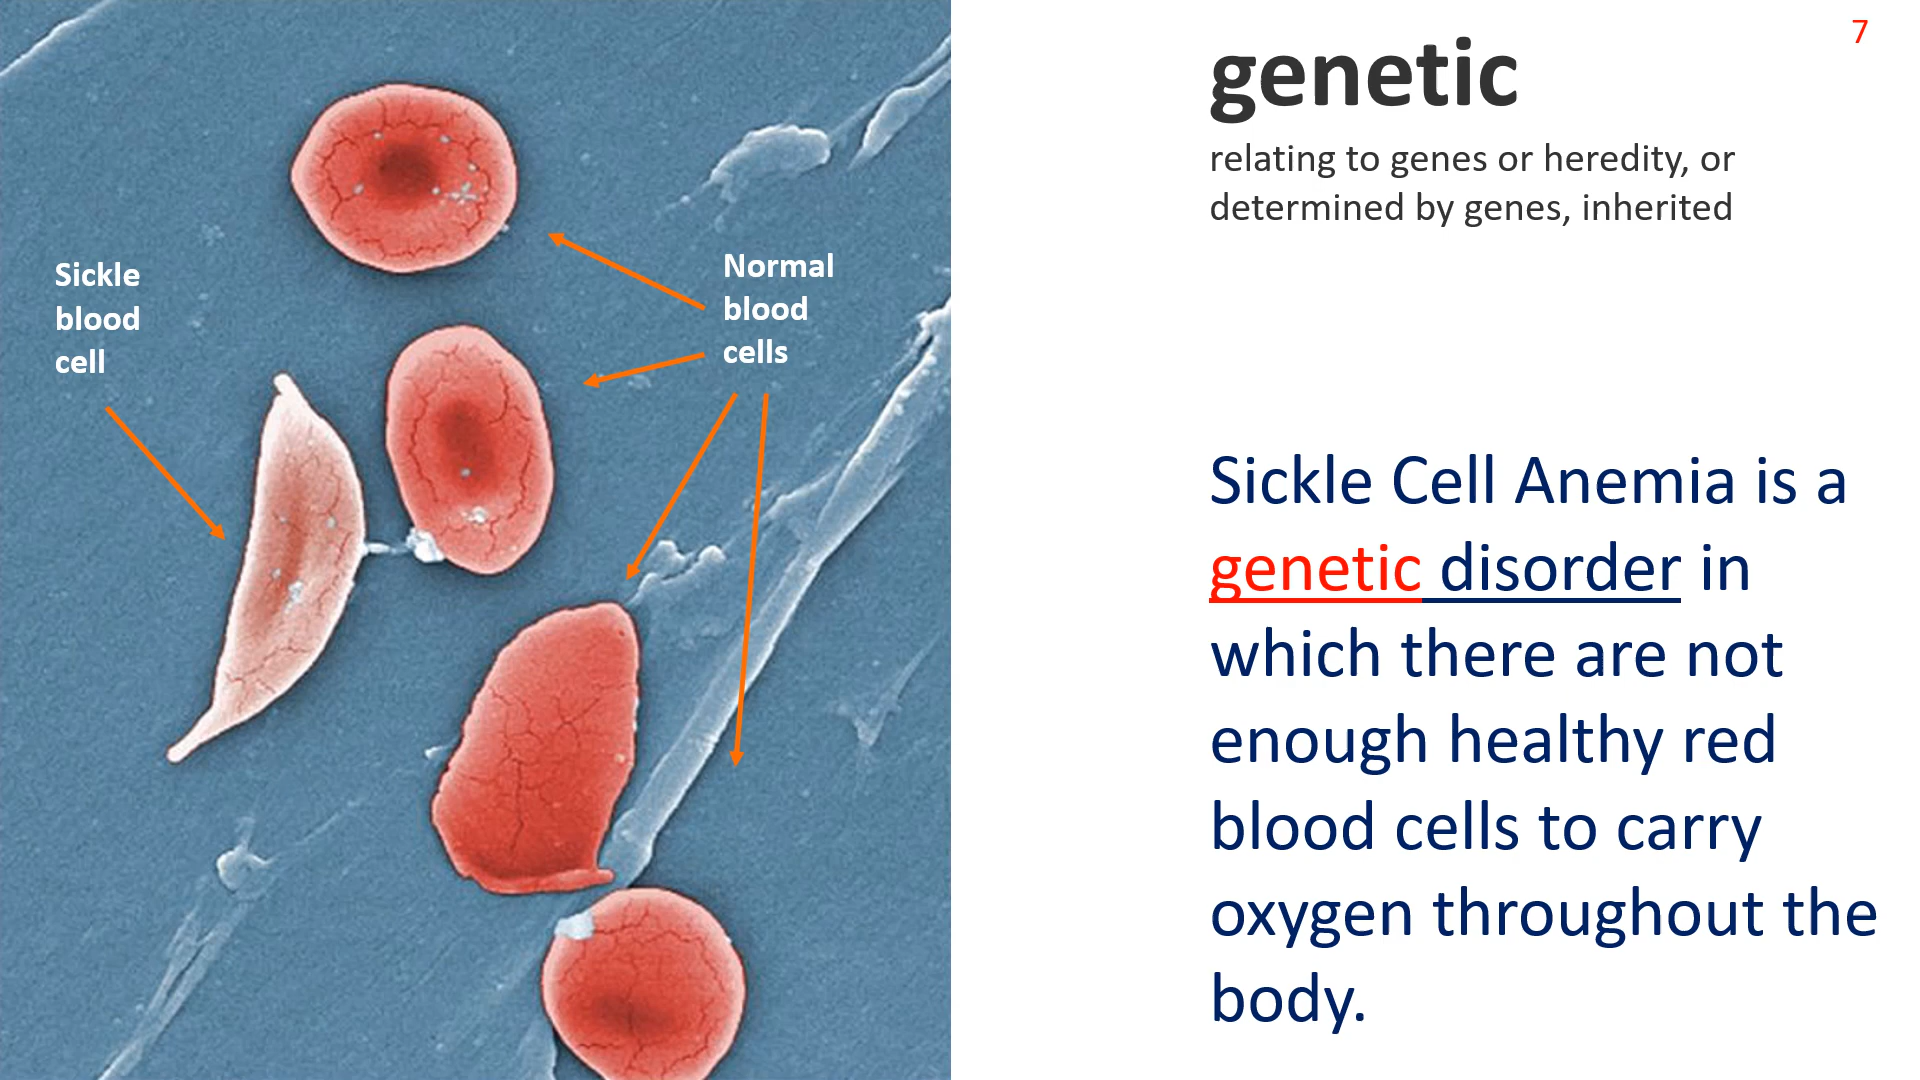 Sickle
blood
cell
Normal
blood
cells
7
genetic
relating to genes or heredity, or
determined by genes, inherited
Sickle Cell Anemia is a
genetic disorder in
which there are not
enough healthy red
blood cells to carry
oxygen throughout the
body.